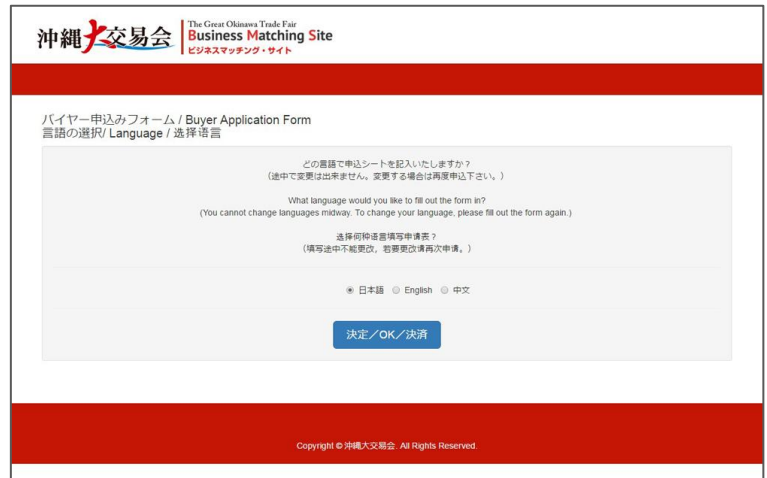 沖縄大交易会
The Great Okinawa Trade Fair
Business Matching Site
ビジネスマッチング・サイト
バイヤー申込みフォーム / Buyer Application Form
言語の選択/ Language / 选择语言
どの言語で申込シートを記入いたしますか？
（途中で変更は出来ません。変更する場合は再度申込下さい。）
What language would you like to fill out the form in?
(You cannot change languages midway. To change your language, please fill out the form again.)
选择何种语言填写申请表？
（填写途中不能更改，若要更改请再次申请。）
日本語 English 中文
決定／OK／决済
Copyright © 沖縄大交易会. All Rights Reserved.